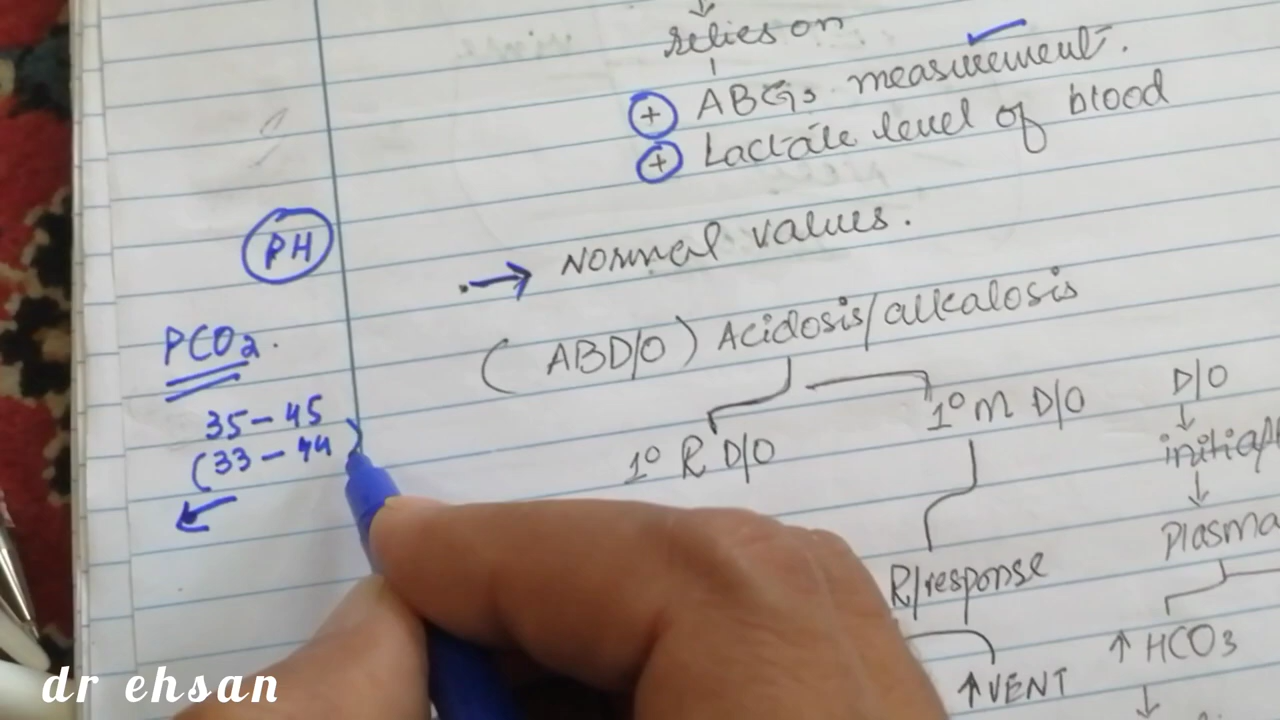 relies on
+ ABGs measurement.
+ Lactate level of blood
PH
→ Normal values.
PCO2.
(ABD/O) Acidosis/alkalosis
35-45
(33-44
1° R D/O
1° M D/O
D/O
R/response
Plasma
↑ VENT
↑ HCO3
dr ehsan